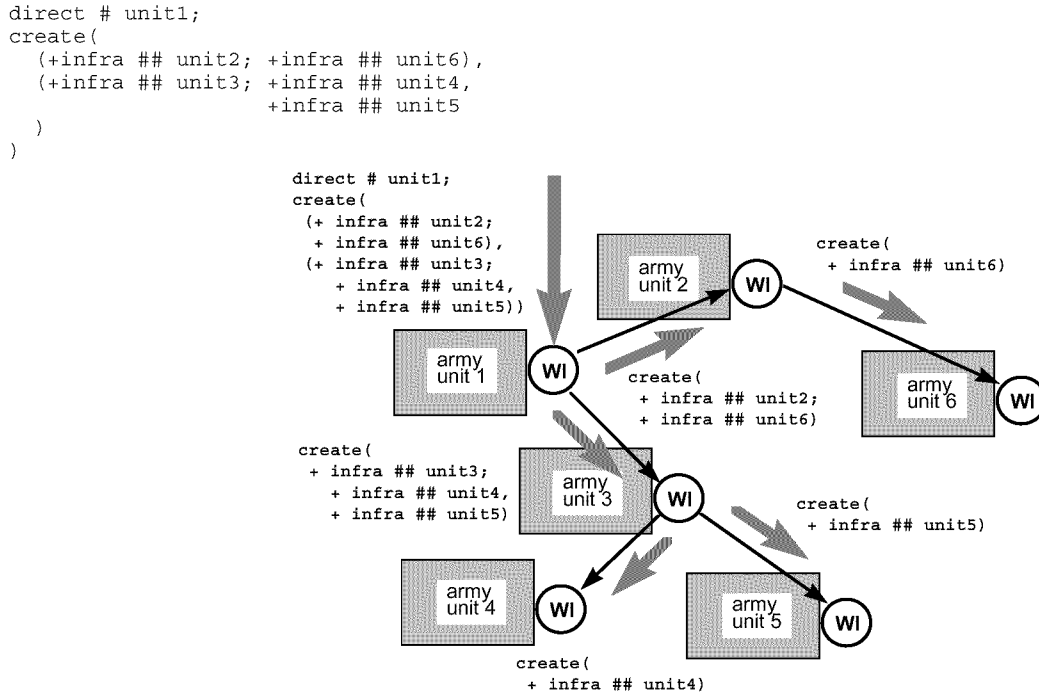 direct # unit1;
create(
(+infra ## unit2; +infra ## unit6),
(+infra ## unit3; +infra ## unit4,
+infra ## unit5
)
)
direct # unit1;
create(
(+ infra ## unit2;
+ infra ## unit6),
(+ infra ## unit3;
+ infra ## unit4,
+ infra ## unit5))
army
unit 2
WI
create(
+ infra ## unit6)
army
unit 1
WI
create(
+ infra ## unit2;
+ infra ## unit6)
army
unit 6
WI
create(
+ infra ## unit3;
+ infra ## unit4,
+ infra ## unit5)
army
unit 3
WI
create(
+ infra ## unit5)
army
unit 4
WI
army
unit 5
WI
create(
+ infra ## unit4)